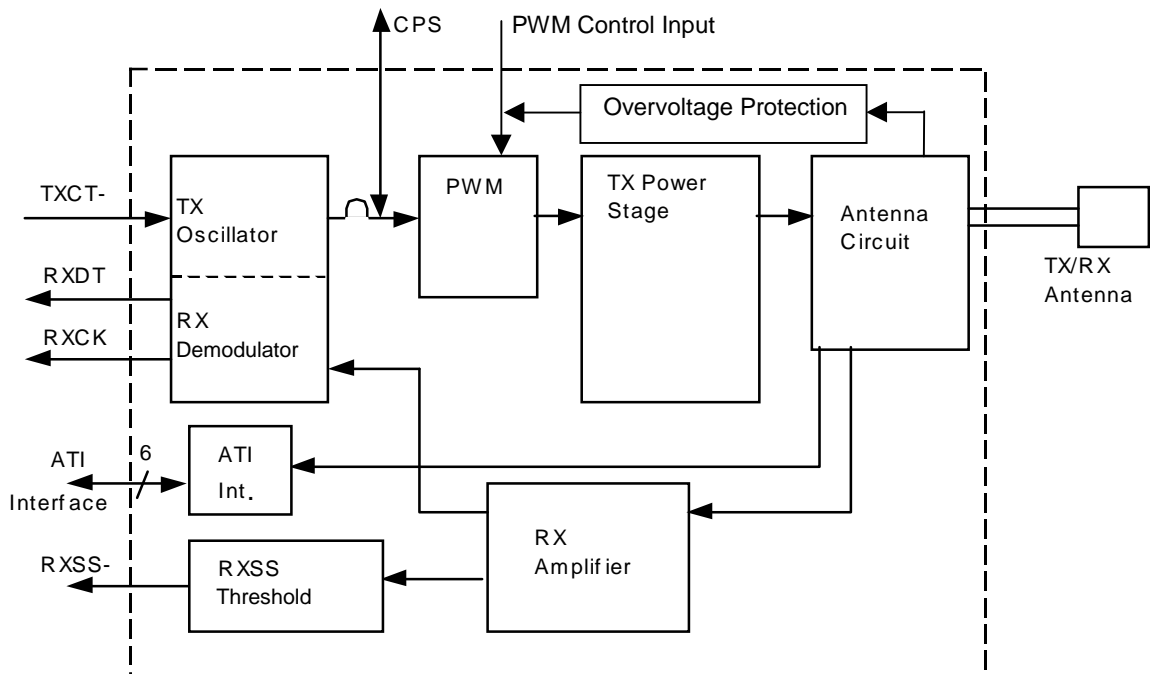 CPS
PWM Control Input
Overvoltage Protection
TXCT-
TX
Oscillator
PWM
TX Power
Stage
Antenna
Circuit
RXDT
RXCK
RX
Demodulator
TX/RX
Antenna
ATI
Interface
6
ATI
Int.
RX
Amplifier
RXSS-
RXSS
Threshold